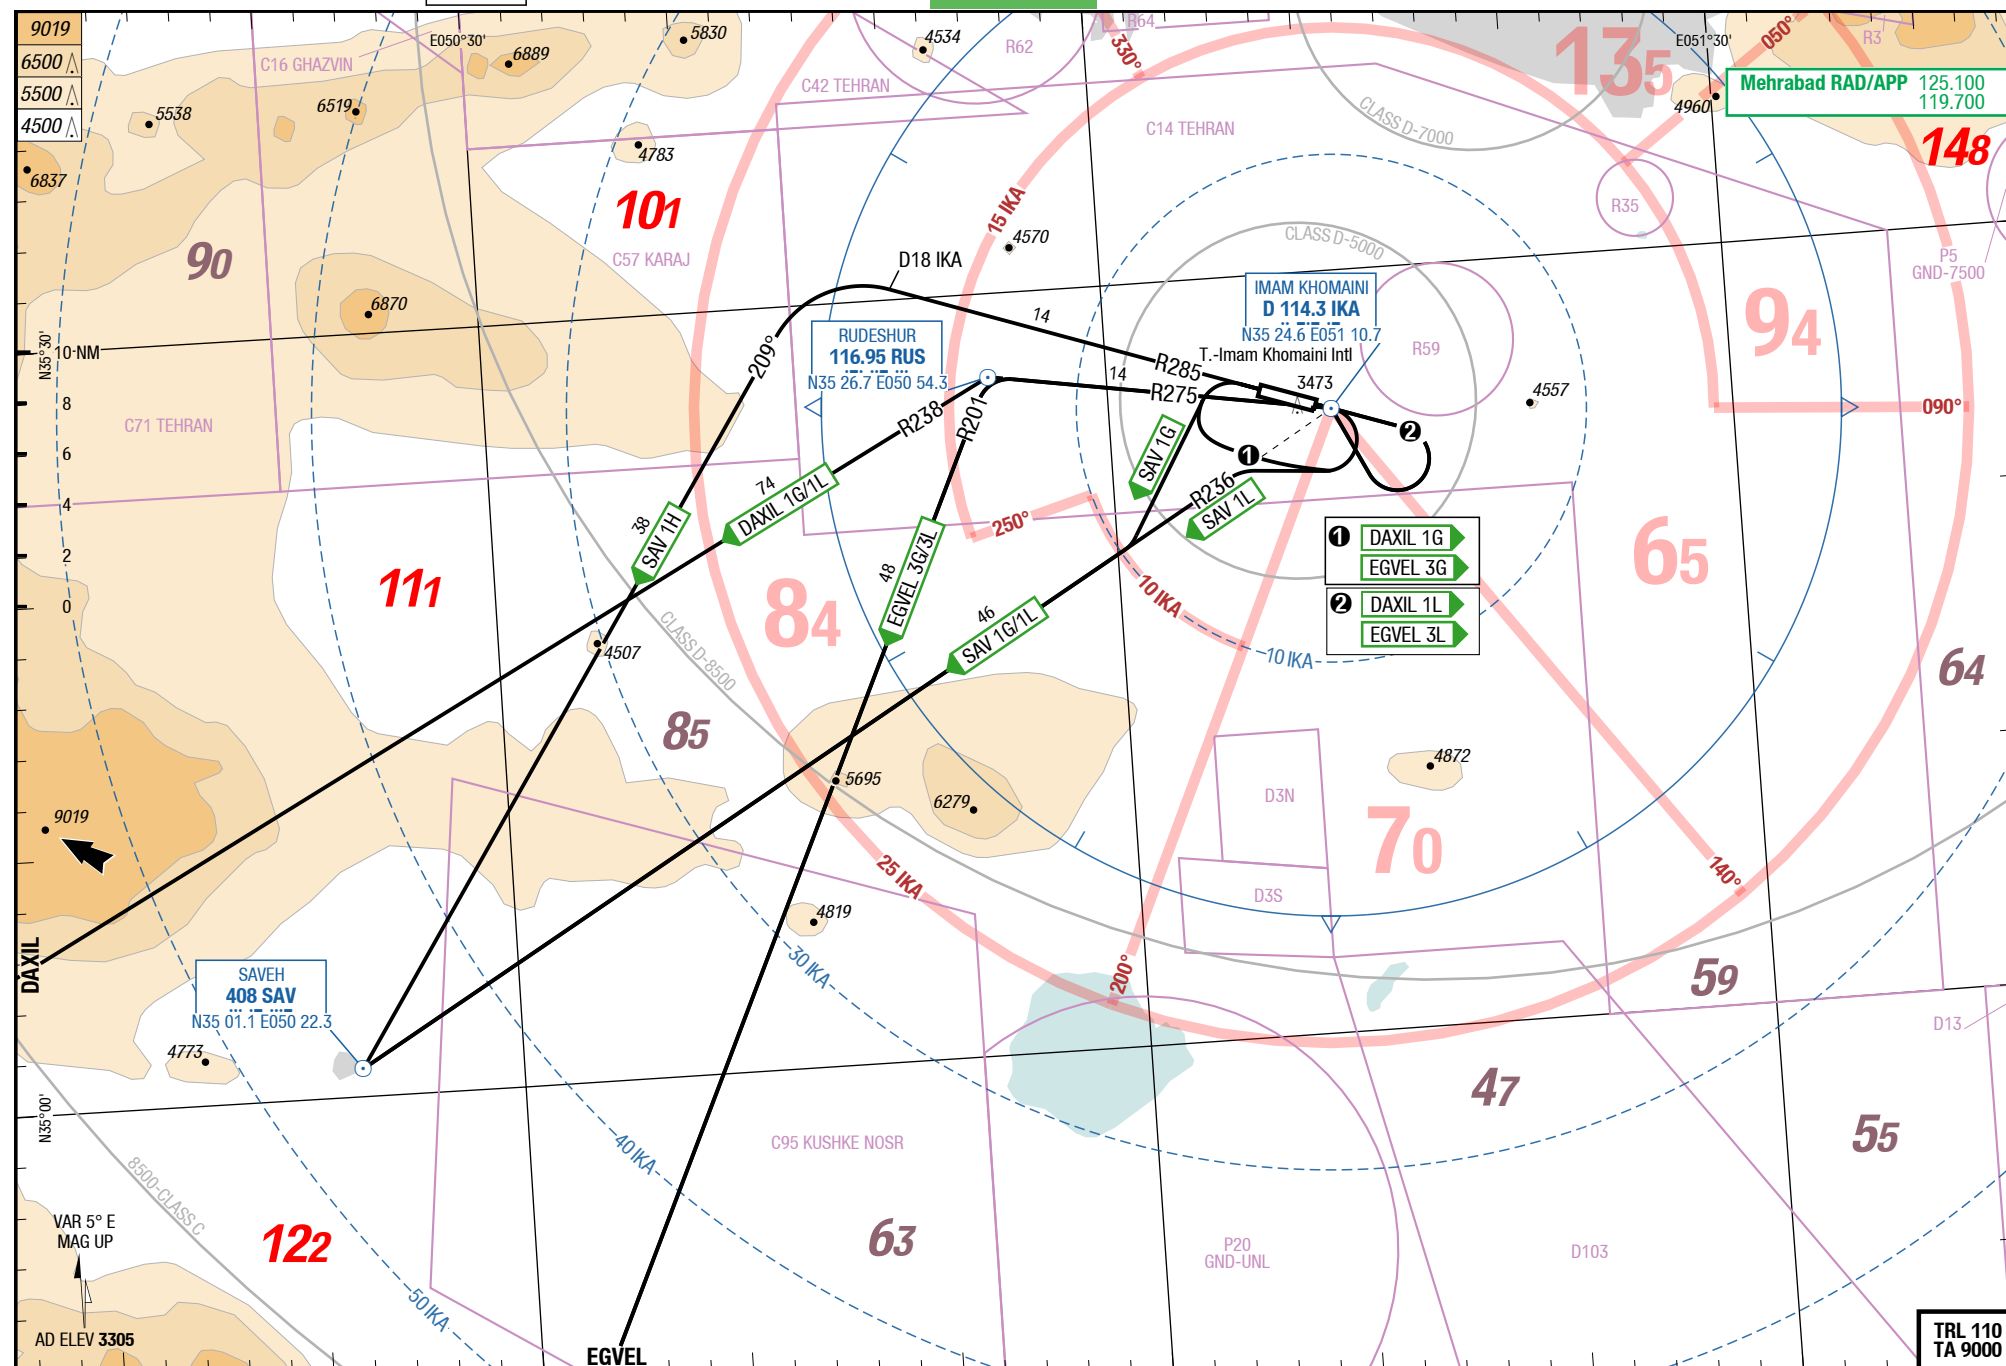 9019
6500
5500
4500
E050°30'
6889
5830
4534
R62
R64
330°
135
E051°30'
050°
R3
C16 GHAZVIN
C42 TEHRAN
Mehrabad RAD/APP 125.100
119.700
4960
5538
6519
4783
CLASS D-7000
C14 TEHRAN
148
6837
101
15 IKA
R35
4570
CLASS D-5000
90
C57 KARAJ
D18 IKA
P5
GND-7500
6870
14
IMAM KHOMAINI
D 114.3 IKA
N35 24.6 E051 10.7
T.-Imam Khomaini Intl
94
N35°30'
10 NM
8
6
4
2
0
209°
RUDESHUR
116.95 RUS
N35 26.7 E050 54.3
R285
14
R275
3473
R59
4557
090°
C71 TEHRAN
R238
R201
SAV 1G
1
2
74
DAXIL 1G/1L
R236
SAV 1L
38
SAV 1H
250°
48
EGVEL 3G/3L
1 DAXIL 1G
EGVEL 3G
2 DAXIL 1L
EGVEL 3L
65
111
84
10 IKA
46
SAV 1G/1L
10 IKA
CLASS D-8500
4507
64
85
5695
6279
4872
D3N
70
9019
25 IKA
140°
D3S
4819
DAXIL
30 IKA
200°
59
SAVEH
408 SAV
N35 01.1 E050 22.3
D13
4773
47
N35°00'
40 IKA
C95 KUSHKE NOSR
55
8500-CLASS C
VAR 5° E
MAG UP
122
63
P20
GND-UNL
D103
50 IKA
AD ELEV 3305
EGVEL
TRL 110
TA 9000